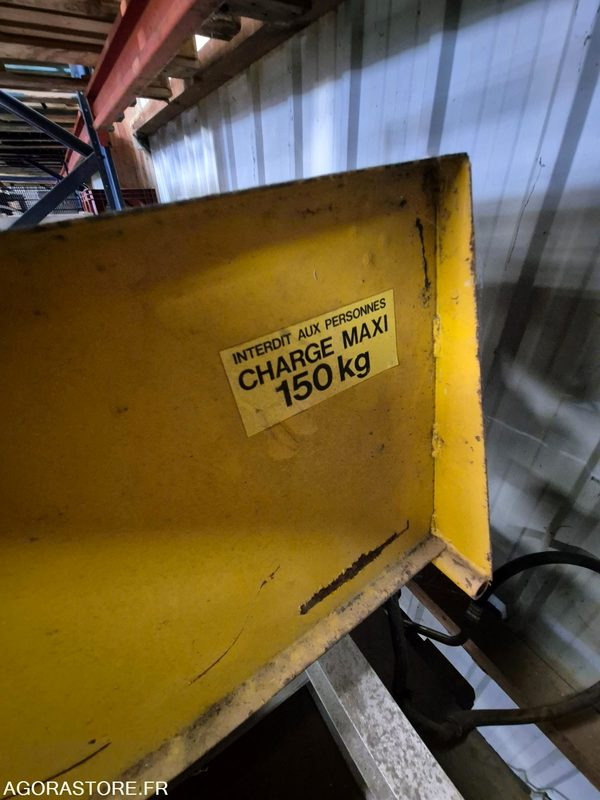 INTERDIT AUX PERSONNES
CHARGE MAXI
150 kg
AGORASTORE.FR